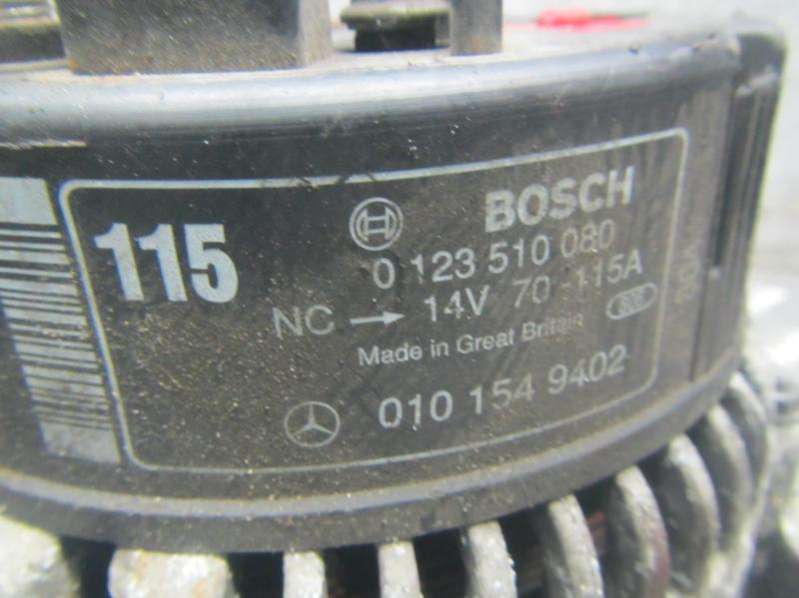 115
BOSCH
0 123 510 080
NC → 14V 70-115A
Made in Great Britain
010 154 9402